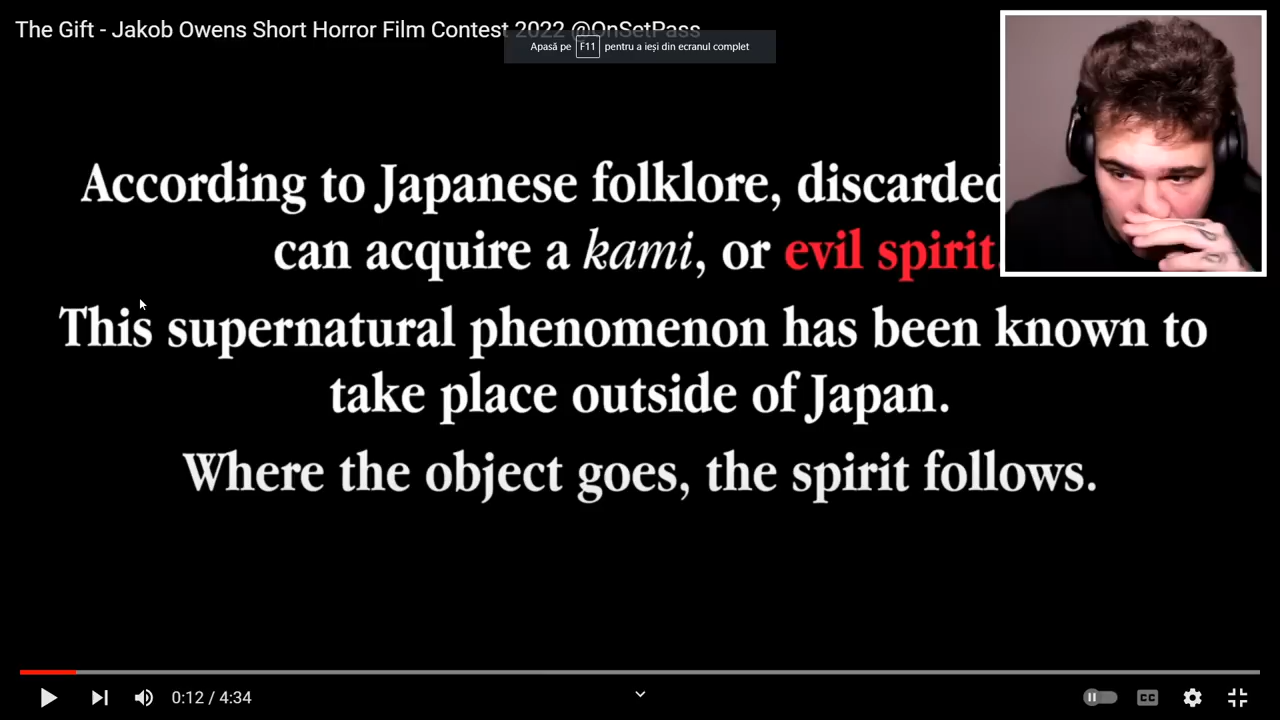 The Gift - Jakob Owens Short Horror Film Contest 2022 @OnSetPass
Apasă pe F11 pentru a ieși din ecranul complet
According to Japanese folklore, discarded
can acquire a kami, or evil spirit.
This supernatural phenomenon has been known to
take place outside of Japan.
Where the object goes, the spirit follows.
0:12 / 4:34
CC